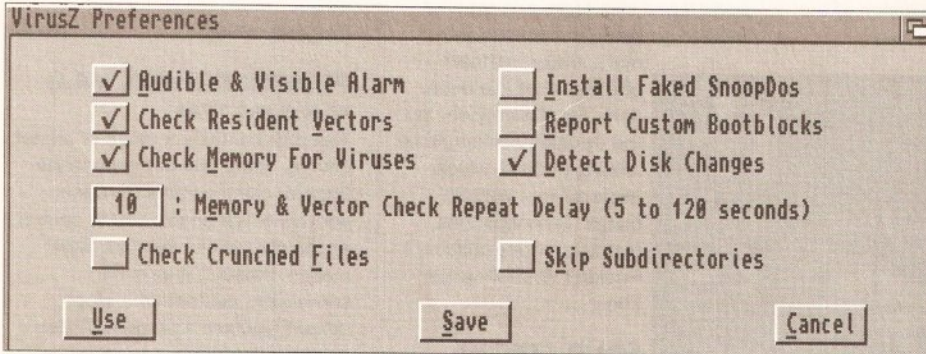 VirusZ Preferences
Audible & Visible Alarm
Install Faked SnoopDos
Check Resident Vectors
Report Custom Bootblocks
Check Memory For Viruses
Detect Disk Changes
10 : Memory & Vector Check Repeat Delay (5 to 120 seconds)
Check Crunched Files
Skip Subdirectories
Use
Save
Cancel